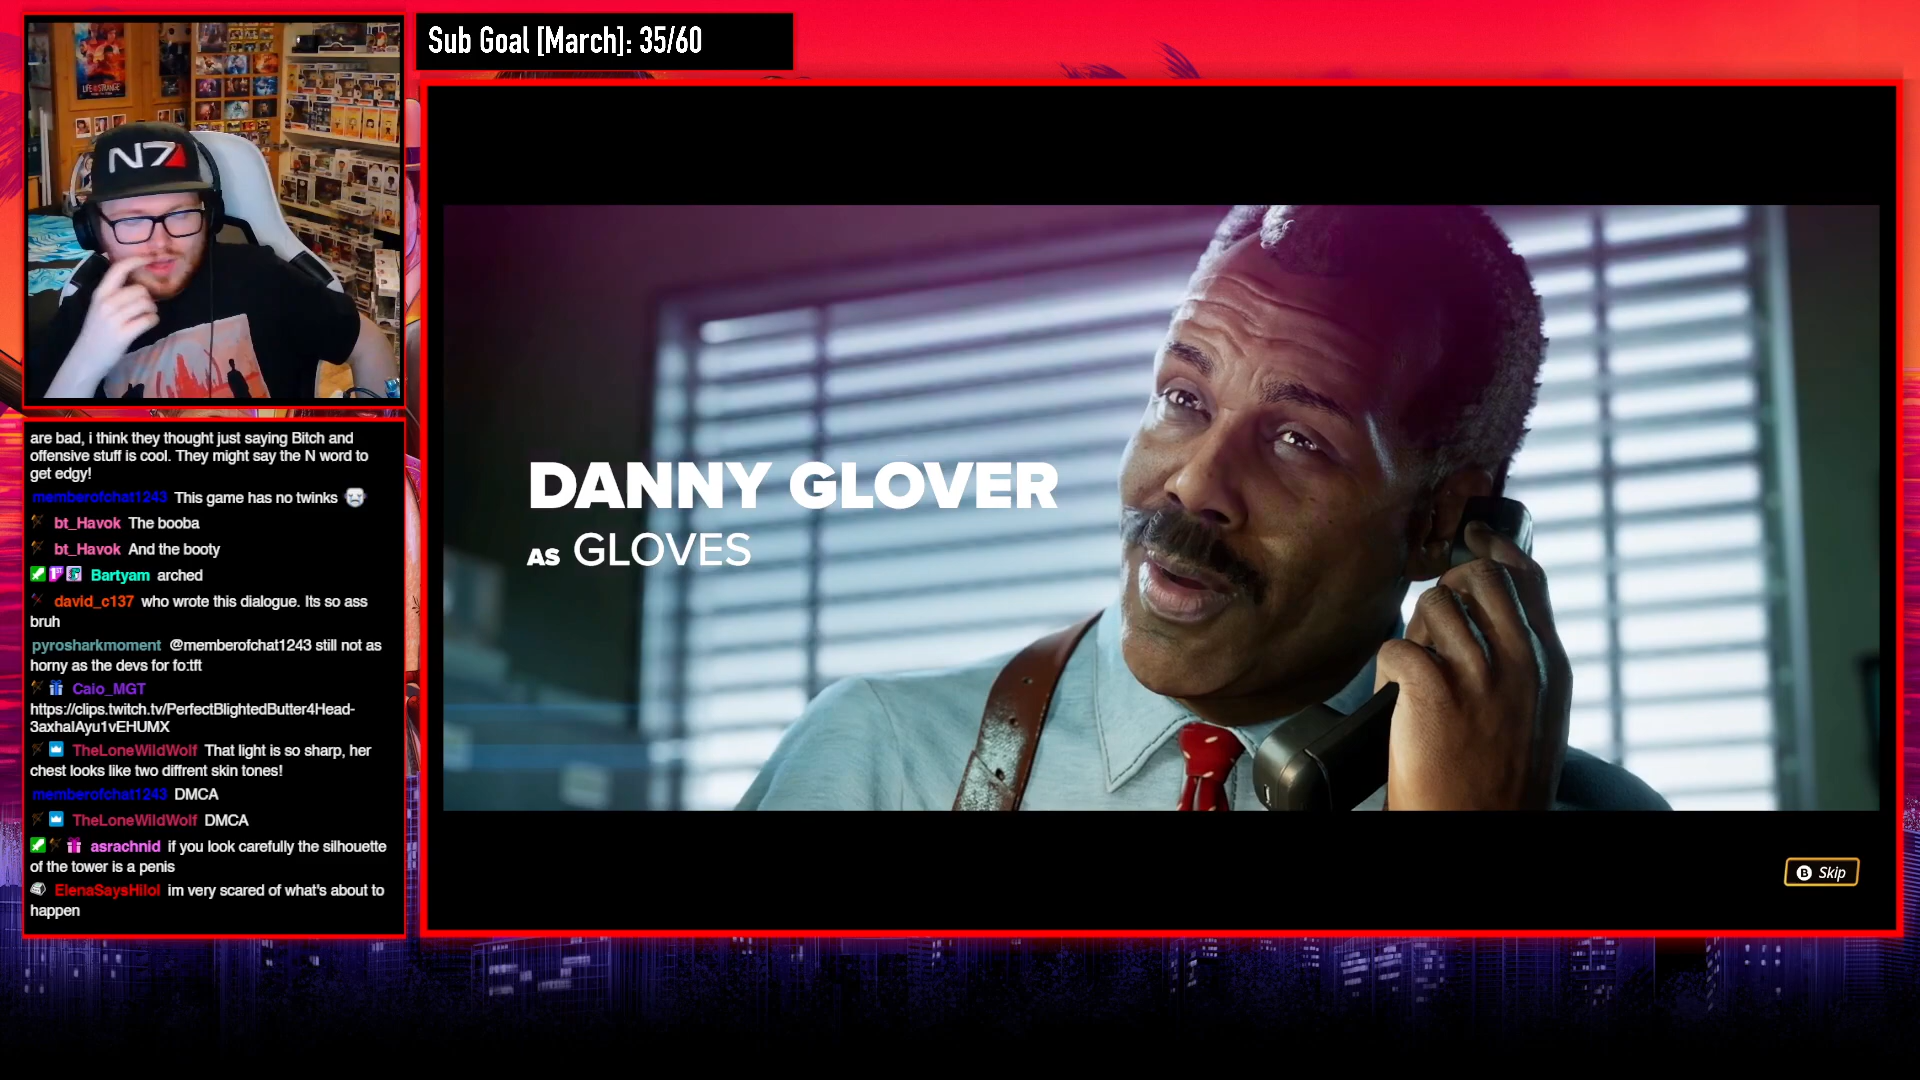 Sub Goal [March]: 35/60
LIFE IS STRANGE
N7
are bad, i think they thought just saying Bitch and
offensive stuff is cool. They might say the N word to
get edgy!
memberofchat1243 This game has no twinks
bt_Havok The booba
bt_Havok And the booty
Bartyam arched
david_c137 who wrote this dialogue. Its so ass
bruh
pyrosharkmoment @memberofchat1243 still not as
horny as the devs for fo:tft
Caio_MGT
https://clips.twitch.tv/PerfectBlightedButter4Head-
3axhaIAyu1vEHUMX
TheLoneWildWolf That light is so sharp, her
chest looks like two diffrent skin tones!
memberofchat1243 DMCA
TheLoneWildWolf DMCA
asrachnid if you look carefully the silhouette
of the tower is a penis
ElenaSaysHilol im very scared of what's about to
happen
DANNY GLOVER
AS GLOVES
B Skip